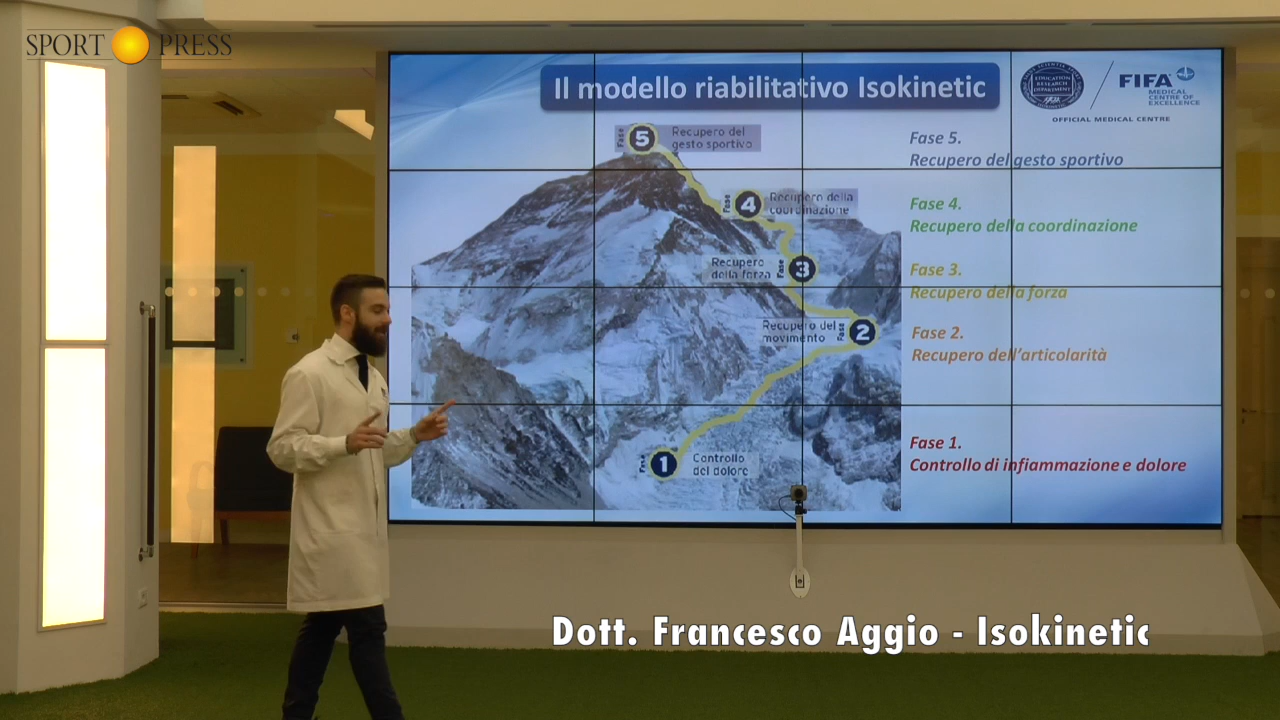 SPORT PRESS
Il modello riabilitativo Isokinetic
EDUCATION
RESEARCH
DEPARTMENT
FIFA
MEDICAL
CENTRE OF
EXCELLENCE
OFFICIAL MEDICAL CENTRE
Fase 5 Recupero del
gesto sportivo
Fase 4 Recupero della
coordinazione
Recupero
della forza Fase 3
Recupero del
movimento Fase 2
Fase 1 Controllo
del dolore
Fase 5.
Recupero del gesto sportivo
Fase 4.
Recupero della coordinazione
Fase 3.
Recupero della forza
Fase 2.
Recupero dell'articolarità
Fase 1.
Controllo di infiammazione e dolore
Dott. Francesco Aggio - Isokinetic